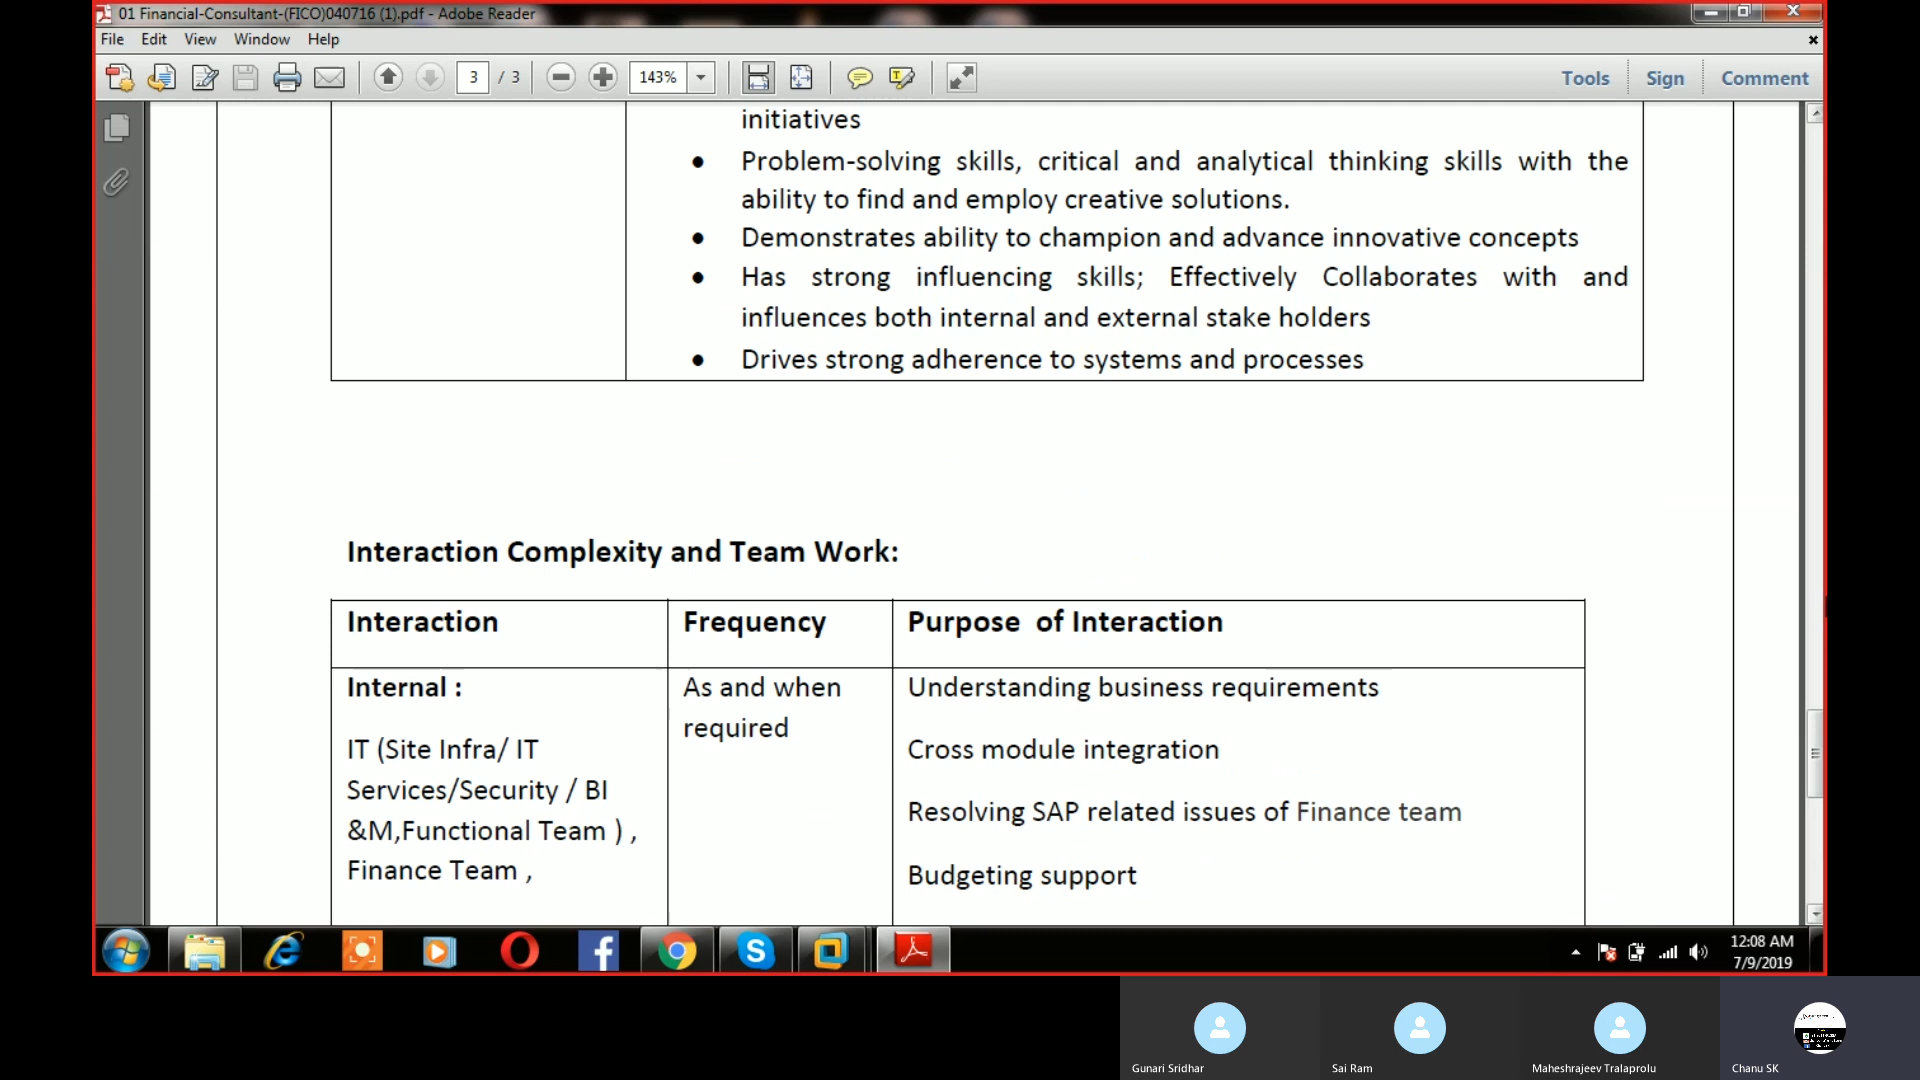 01 Financial-Consultant-(FICO)040716 (1).pdf - Adobe Reader
File Edit View Window Help
3 / 3 143% Tools Sign Comment
initiatives
• Problem-solving skills, critical and analytical thinking skills with the
ability to find and employ creative solutions.
• Demonstrates ability to champion and advance innovative concepts
• Has strong influencing skills; Effectively Collaborates with and
influences both internal and external stake holders
• Drives strong adherence to systems and processes
Interaction Complexity and Team Work:
Interaction Frequency Purpose of Interaction
Internal : As and when Understanding business requirements
required
IT (Site Infra/ IT Cross module integration
Services/Security / BI
&M,Functional Team ) , Resolving SAP related issues of Finance team
Finance Team , Budgeting support
12:08 AM
7/9/2019
Gunari Sridhar Sai Ram Maheshrajeev Tralaprolu Chanu SK